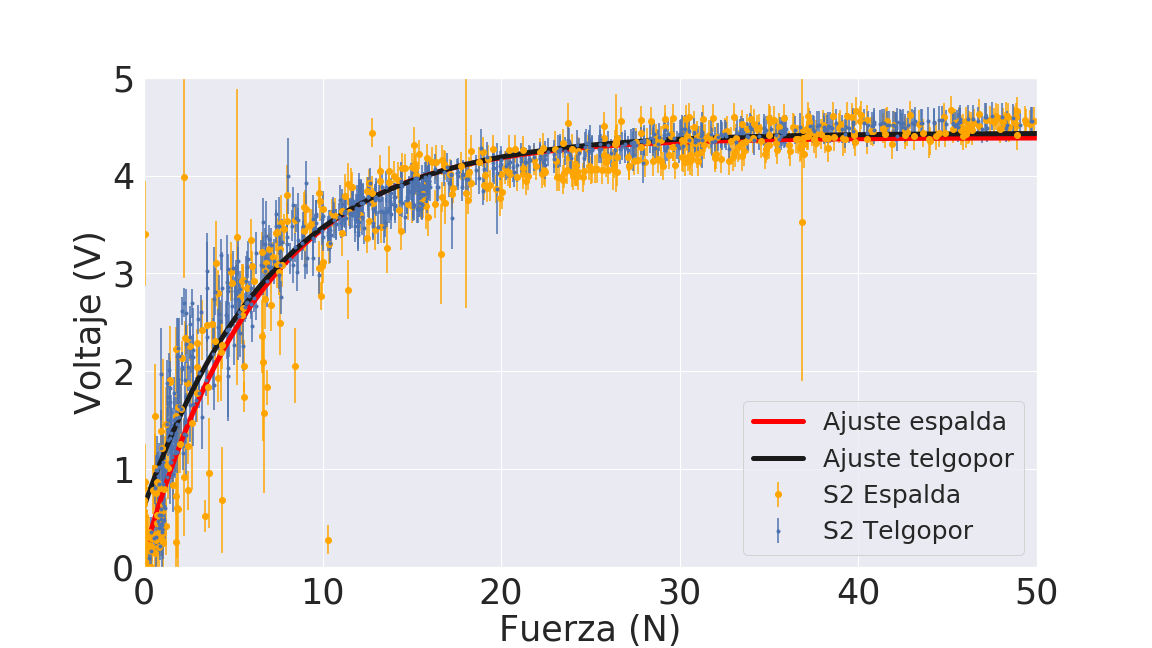 5
4
3
2
1
0
Voltaje (V)
0 10 20 30 40 50
Fuerza (N)
Ajuste espalda
Ajuste telgopor
S2 Espalda
S2 Telgopor